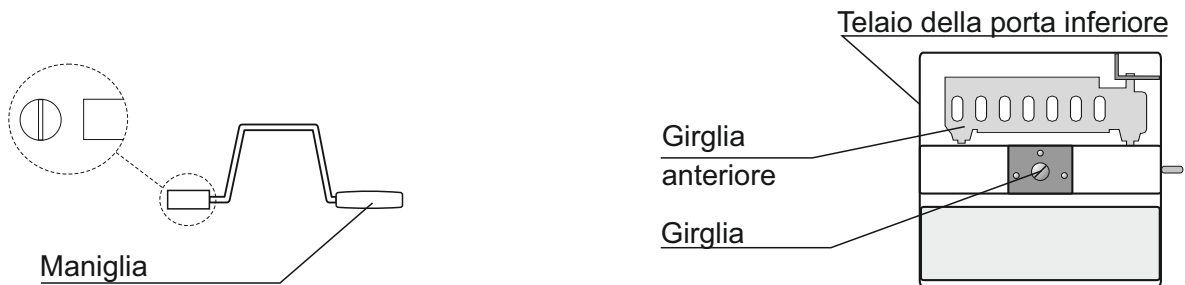 Telaio della porta inferiore
Girglia
anteriore
Girglia
Maniglia